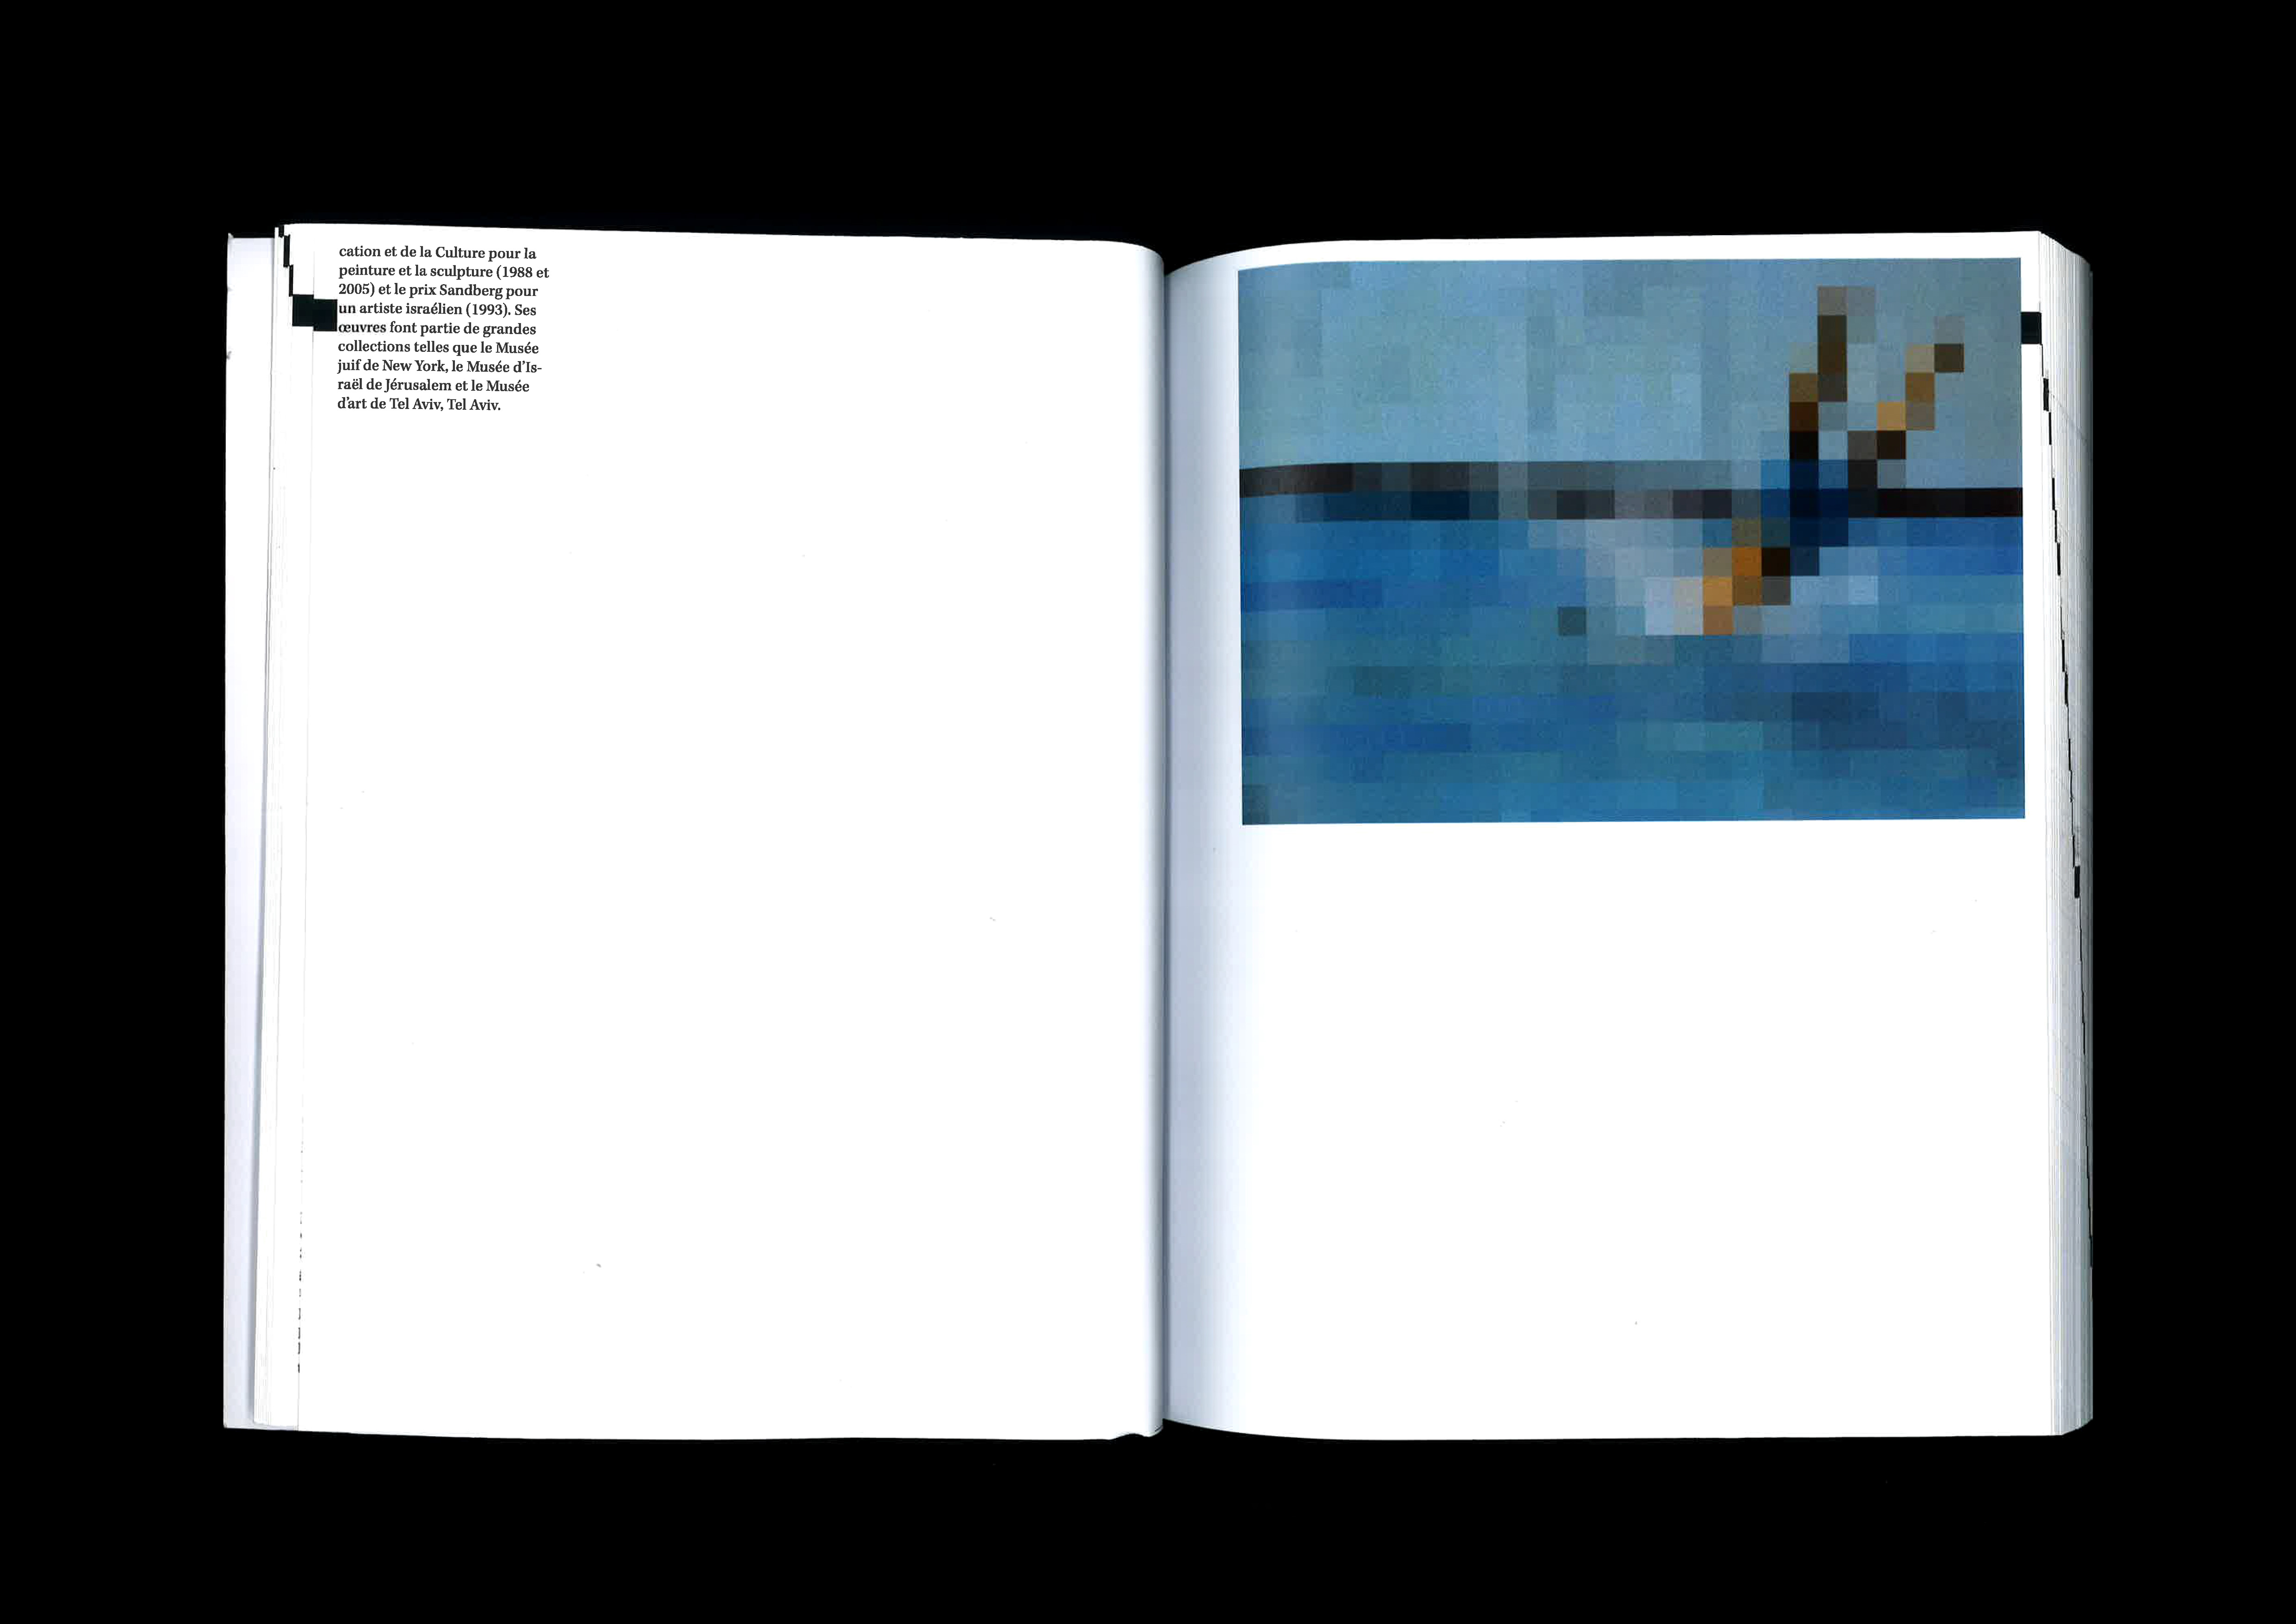 cation et de la Culture pour la
peinture et la sculpture (1988 et
2005) et le prix Sandberg pour
un artiste israélien (1993). Ses
œuvres font partie de grandes
collections telles que le Musée
juif de New York, le Musée d’Is-
raël de Jérusalem et le Musée
d’art de Tel Aviv, Tel Aviv.